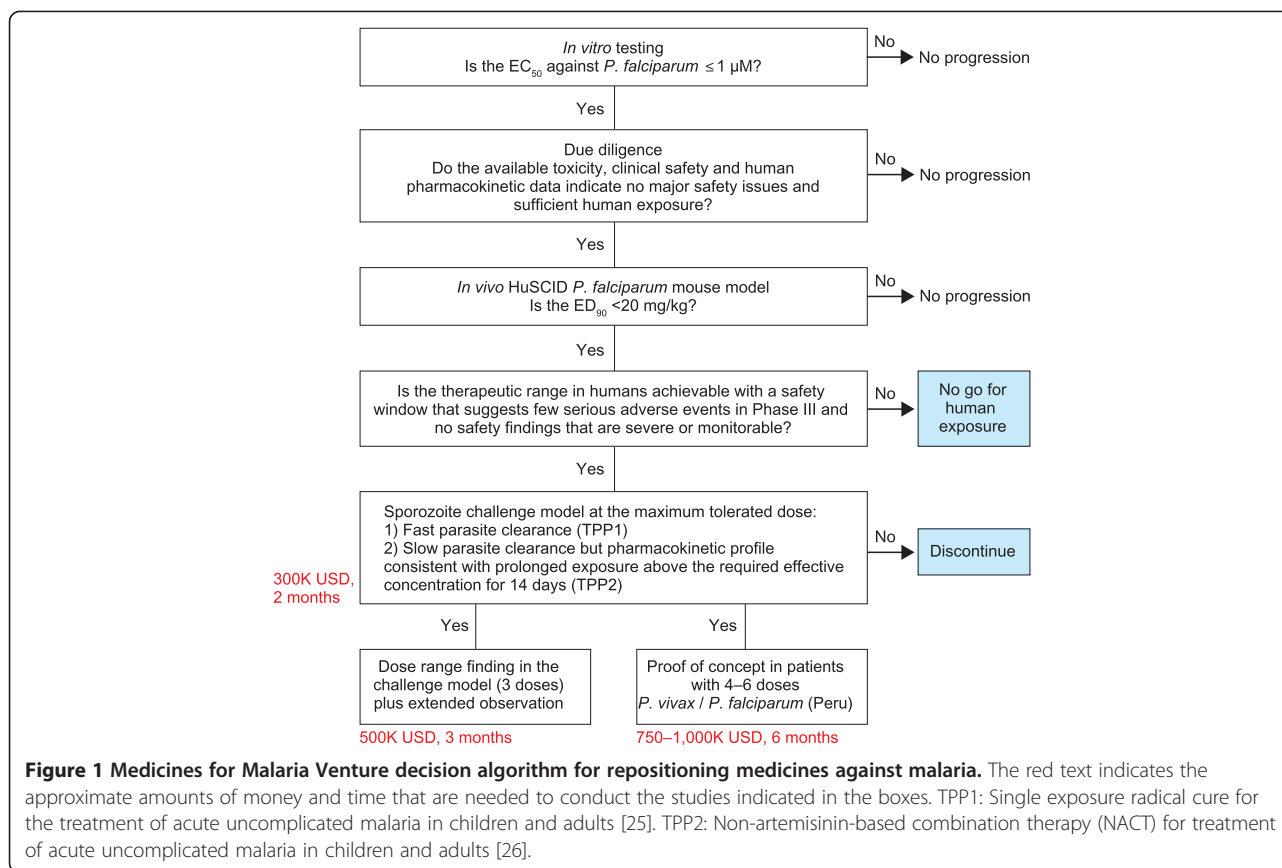 In vitro testing
Is the EC50 against P. falciparum ≤ 1 µM?
No
No progression
Yes
Due diligence
Do the available toxicity, clinical safety and human
pharmacokinetic data indicate no major safety issues and
sufficient human exposure?
No
No progression
Yes
In vivo HuSCID P. falciparum mouse model
Is the ED90 <20 mg/kg?
No
No progression
Yes
Is the therapeutic range in humans achievable with a safety
window that suggests few serious adverse events in Phase III and
no safety findings that are severe or monitorable?
No
No go for
human
exposure
Yes
Sporozoite challenge model at the maximum tolerated dose:
1) Fast parasite clearance (TPP1)
2) Slow parasite clearance but pharmacokinetic profile
consistent with prolonged exposure above the required effective
concentration for 14 days (TPP2)
No
Discontinue
300K USD,
2 months
Yes
Yes
Dose range finding in the
challenge model (3 doses)
plus extended observation
Proof of concept in patients
with 4–6 doses
P. vivax / P. falciparum (Peru)
500K USD, 3 months
750–1,000K USD, 6 months
Figure 1 Medicines for Malaria Venture decision algorithm for repositioning medicines against malaria. The red text indicates the
approximate amounts of money and time that are needed to conduct the studies indicated in the boxes. TPP1: Single exposure radical cure for
the treatment of acute uncomplicated malaria in children and adults [25]. TPP2: Non-artemisinin-based combination therapy (NACT) for treatment
of acute uncomplicated malaria in children and adults [26].